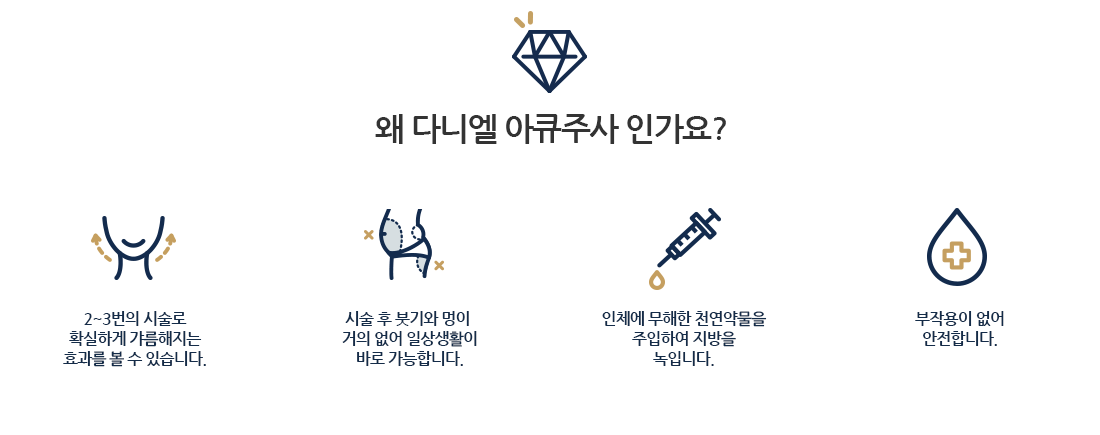 왜 다니엘 아큐주사 인가요?
2~3번의 시술로
확실하게 갸름해지는
효과를 볼 수 있습니다.
시술 후 붓기와 멍이
거의 없어 일상생활이
바로 가능합니다.
인체에 무해한 천연약물을
주입하여 지방을
녹입니다.
부작용이 없어
안전합니다.